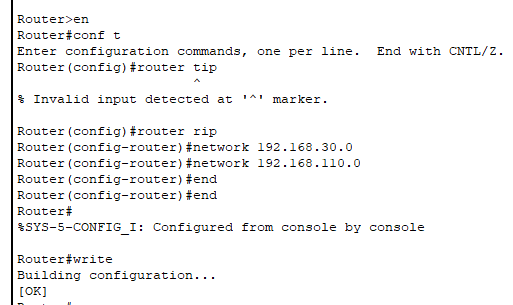 Router>en
Router#conf t
Enter configuration commands, one per line.  End with CNTL/Z.
Router(config)#router tip
^
% Invalid input detected at '^' marker.
Router(config)#router rip
Router(config-router)#network 192.168.30.0
Router(config-router)#network 192.168.110.0
Router(config-router)#end
Router(config-router)#end
Router#
%SYS-5-CONFIG_I: Configured from console by console
Router#write
Building configuration...
[OK]
Router#